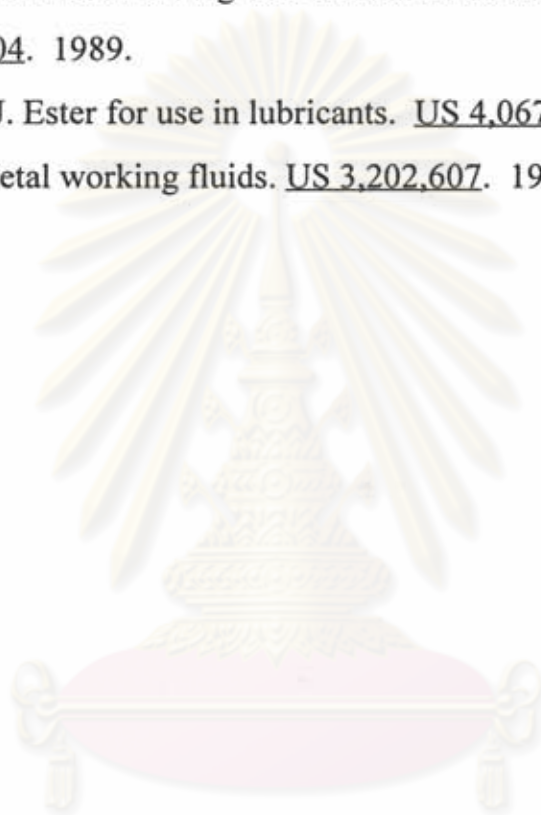 04. 1989.
J. Ester for use in lubricants. US 4,067
etal working fluids. US 3,202,607. 19